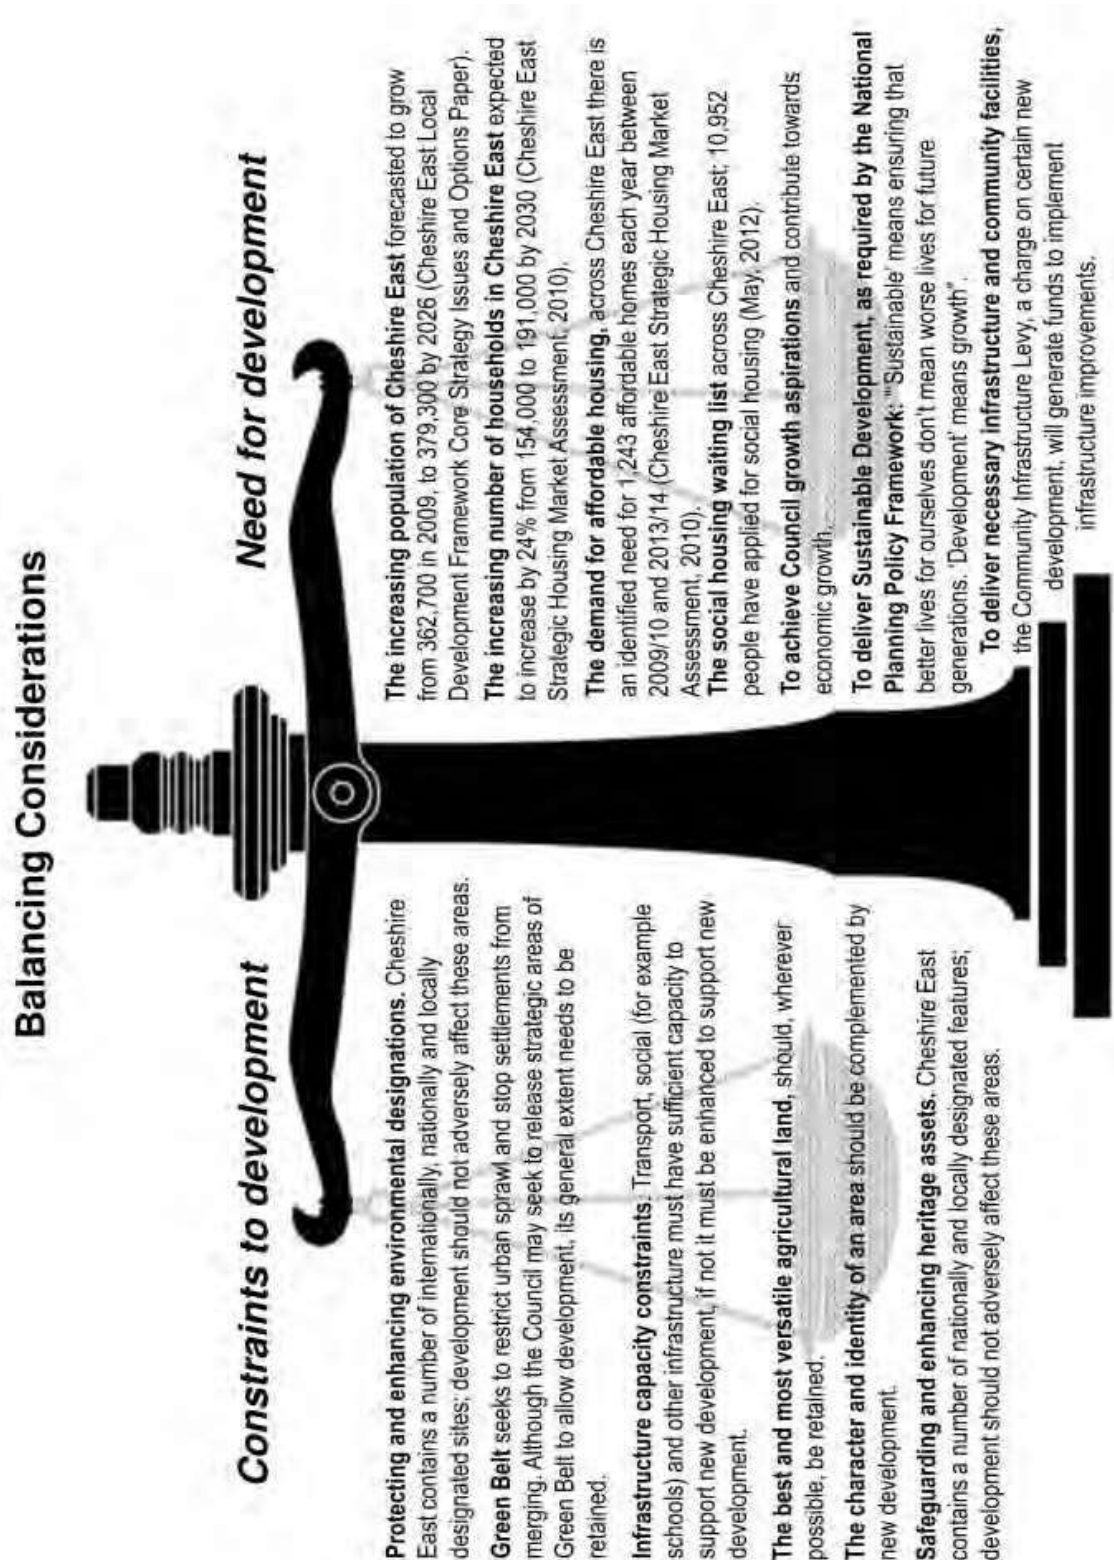 Balancing Considerations
Constraints to development
Protecting and enhancing environmental designations. Cheshire
East contains a number of internationally, nationally and locally
designated sites; development should not adversely affect these areas.
Green Belt seeks to restrict urban sprawl and stop settlements from
merging. Although the Council may seek to release strategic areas of
Green Belt to allow development, its general extent needs to be
retained.
Infrastructure capacity constraints: Transport, social (for example
schools) and other infrastructure must have sufficient capacity to
support new development, if not it must be enhanced to support new
development.
The best and most versatile agricultural land, should, wherever
possible, be retained.
The character and identity of an area should be complemented by
new development.
Safeguarding and enhancing heritage assets. Cheshire East
contains a number of nationally and locally designated features;
development should not adversely affect these areas.
Need for development
The increasing population of Cheshire East forecasted to grow
from 362,700 in 2009, to 379,300 by 2026 (Cheshire East Local
Development Framework Core Strategy Issues and Options Paper).
The increasing number of households in Cheshire East expected
to increase by 24% from 154,000 to 191,000 by 2030 (Cheshire East
Strategic Housing Market Assessment, 2010).
The demand for affordable housing, across Cheshire East there is
an identified need for 1,243 affordable homes each year between
2009/10 and 2013/14 (Cheshire East Strategic Housing Market
Assessment, 2010).
The social housing waiting list across Cheshire East; 10,952
people have applied for social housing (May, 2012).
To achieve Council growth aspirations and contribute towards
economic growth.
To deliver Sustainable Development, as required by the National
Planning Policy Framework: "'Sustainable' means ensuring that
better lives for ourselves don't mean worse lives for future
generations. 'Development' means growth".
To deliver necessary infrastructure and community facilities,
the Community Infrastructure Levy, a charge on certain new
development, will generate funds to implement
infrastructure improvements.